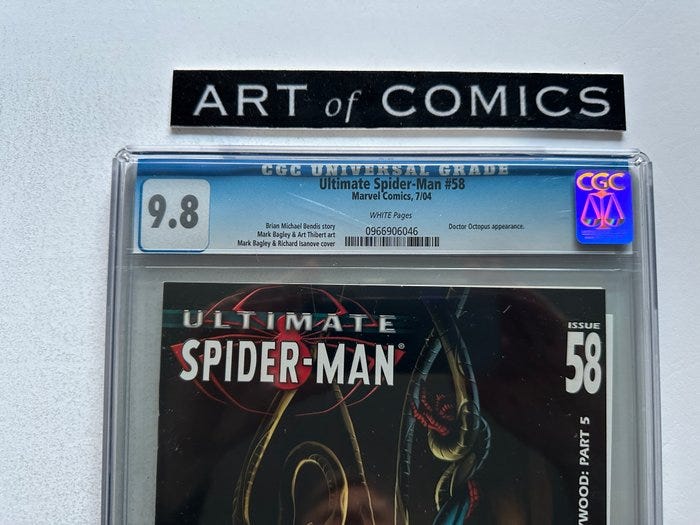 ART of COMICS
CGC UNIVERSAL GRADE
Ultimate Spider-Man #58
Marvel Comics, 7/04
9.8
WHITE Pages
Brian Michael Bendis story
Mark Bagley & Art Thibert art
Mark Bagley & Richard Isanove cover
0966906046
Doctor Octopus appearance.
CGC
ULTIMATE
SPIDER-MAN®
ISSUE
58
YWOOD: PART 5